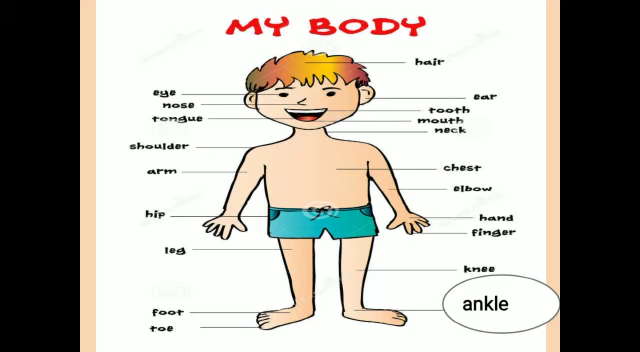 MY BODY
hair
eye
ear
nose
tooth
tongue
mouth
neck
shoulder
chest
arm
elbow
hip
hand
finger
leg
knee
ankle
foot
toe